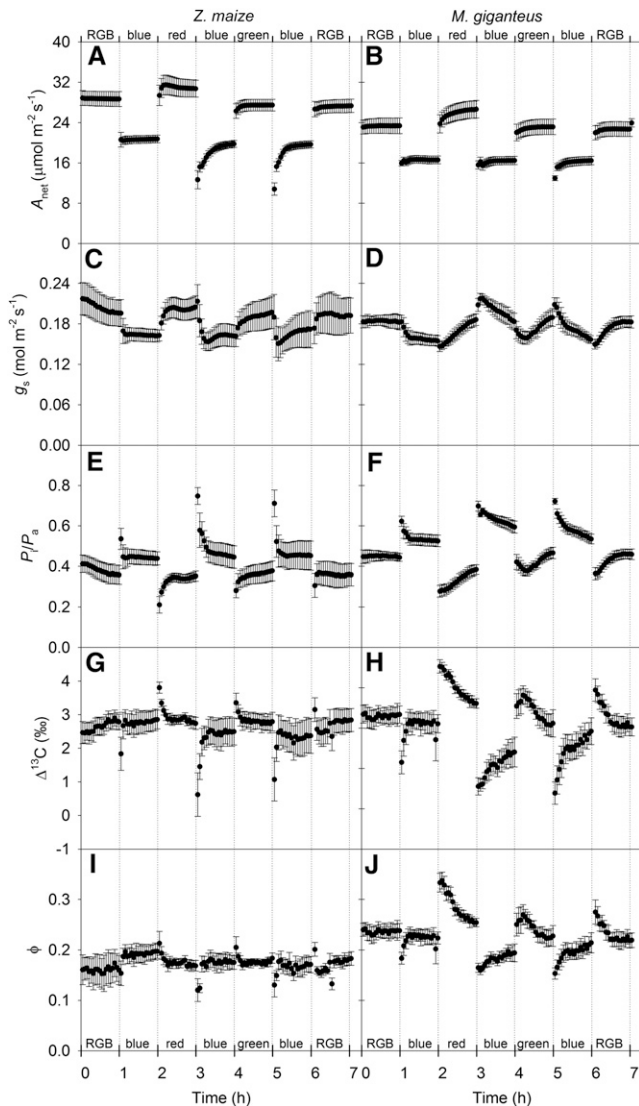 Z. maize M. giganteus
RGB blue red blue green blue RGB RGB blue red blue green blue RGB
A B
40
32
24
16
8
0
A_net (μmol m⁻² s⁻¹)
C D
0.24
0.18
0.12
0.06
0.00
g_s (mol m⁻² s⁻¹)
E F
0.8
0.6
0.4
0.2
0.0
P_i/P_a
G H
4
3
2
1
0
-1
Δ¹³C (‰)
I J
0.3
0.2
0.1
0.0
ϕ
RGB blue red blue green blue RGB RGB blue red blue green blue RGB
0 1 2 3 4 5 6 7 0 1 2 3 4 5 6 7
Time (h) Time (h)